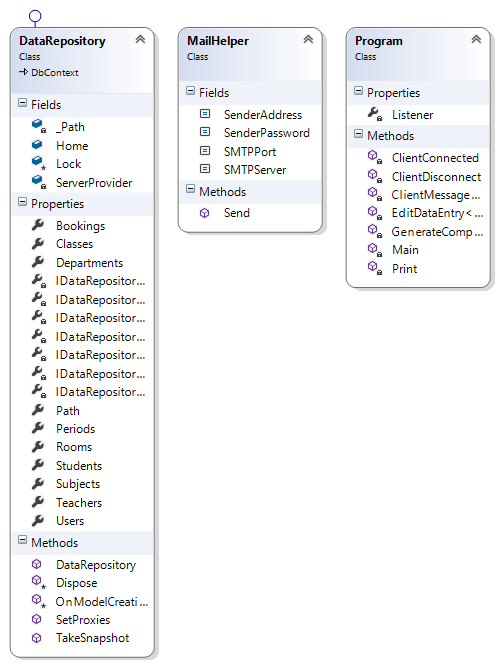 DataRepository
Class
DbContext
Fields
_Path
Home
Lock
ServerProvider
Properties
Bookings
Classes
Departments
IDataRepositor...
IDataRepositor...
IDataRepositor...
IDataRepositor...
IDataRepositor...
IDataRepositor...
IDataRepositor...
Path
Periods
Rooms
Students
Subjects
Teachers
Users
Methods
DataRepository
Dispose
OnModelCreati...
SetProxies
TakeSnapshot
MailHelper
Class
Fields
SenderAddress
SenderPassword
SMTPPort
SMTPServer
Methods
Send
Program
Class
Properties
Listener
Methods
ClientConnected
ClientDisconnect
ClientMessage...
EditDataEntry<...
GenerateComp...
Main
Print